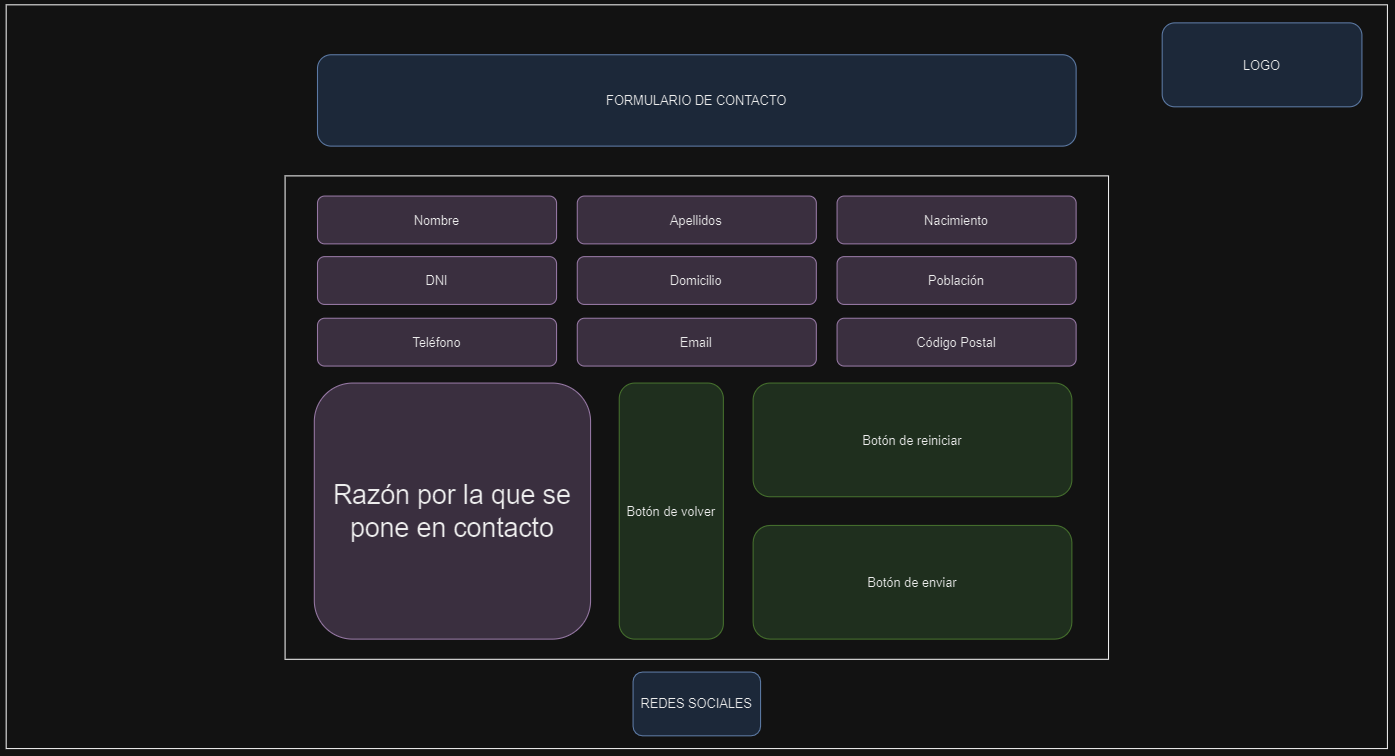 LOGO
FORMULARIO DE CONTACTO
Nombre
Apellidos
Nacimiento
DNI
Domicilio
Población
Teléfono
Email
Código Postal
Razón por la que se
pone en contacto
Botón de volver
Botón de reiniciar
Botón de enviar
REDES SOCIALES